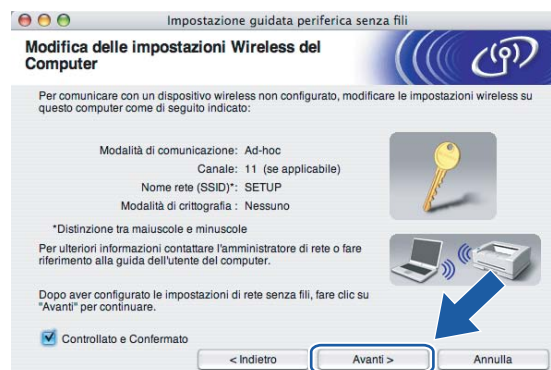 Impostazione guidata periferica senza fili
Modifica delle impostazioni Wireless del
Computer
Per comunicare con un dispositivo wireless non configurato, modificare le impostazioni wireless su
questo computer come di seguito indicato:
Modalità di comunicazione: Ad-hoc
Canale: 11 (se applicabile)
Nome rete (SSID)*: SETUP
Modalità di crittografia : Nessuno
*Distinzione tra maiuscole e minuscole
Per ulteriori informazioni contattare l'amministratore di rete o fare
riferimento alla guida dell'utente del computer.
Dopo aver configurato le impostazioni di rete senza fili, fare clic su
"Avanti" per continuare.
Controllato e Confermato
< Indietro Avanti > Annulla